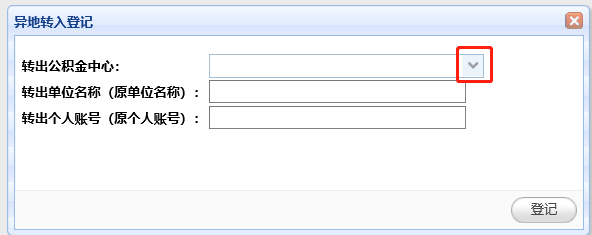 异地转入登记
转出公积金中心：
转出单位名称（原单位名称）：
转出个人账号（原个人账号）：
登记